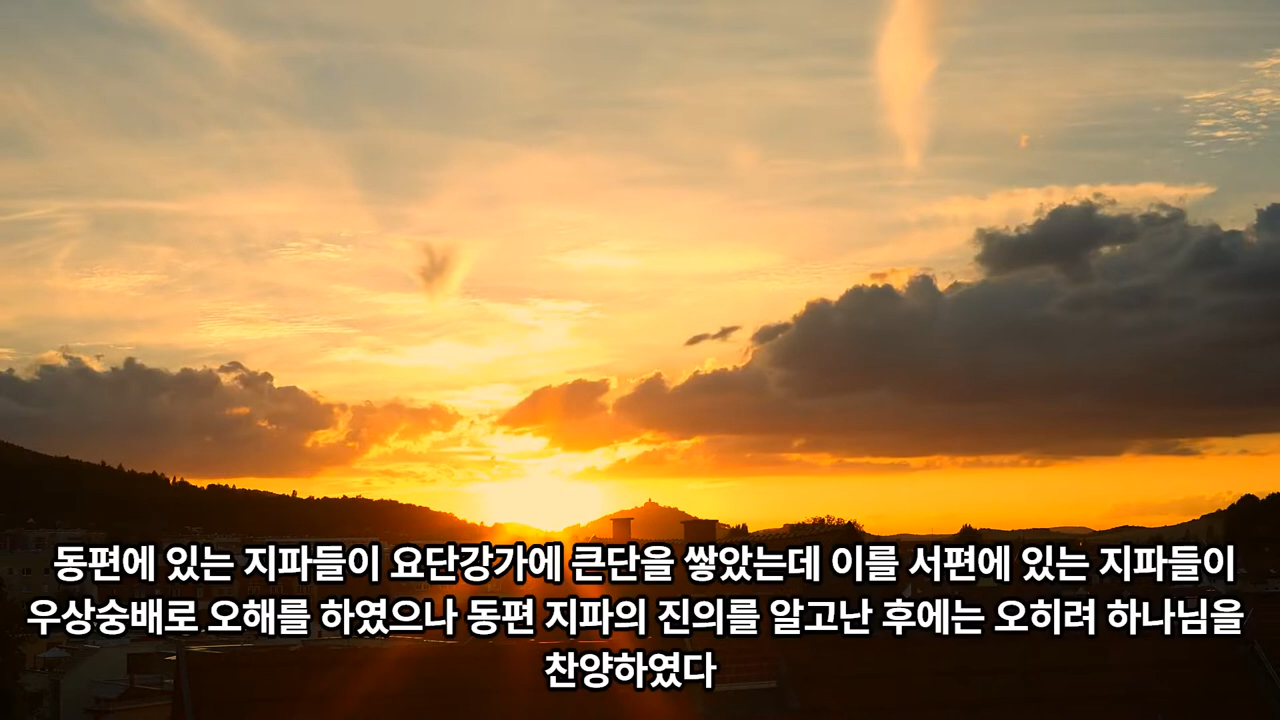 동편에 있는 지파들이 요단강가에 큰단을 쌓았는데 이를 서편에 있는 지파들이
우상숭배로 오해를 하였으나 동편 지파의 진의를 알고난 후에는 오히려 하나님을
찬양하였다